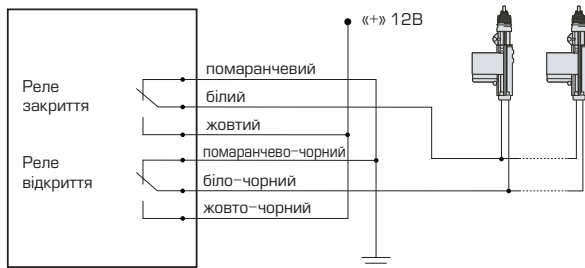 «+» 12В
помаранчевий
Реле
закриття
білий
жовтий
помаранчево-чорний
Реле
відкриття
біло-чорний
жовто-чорний